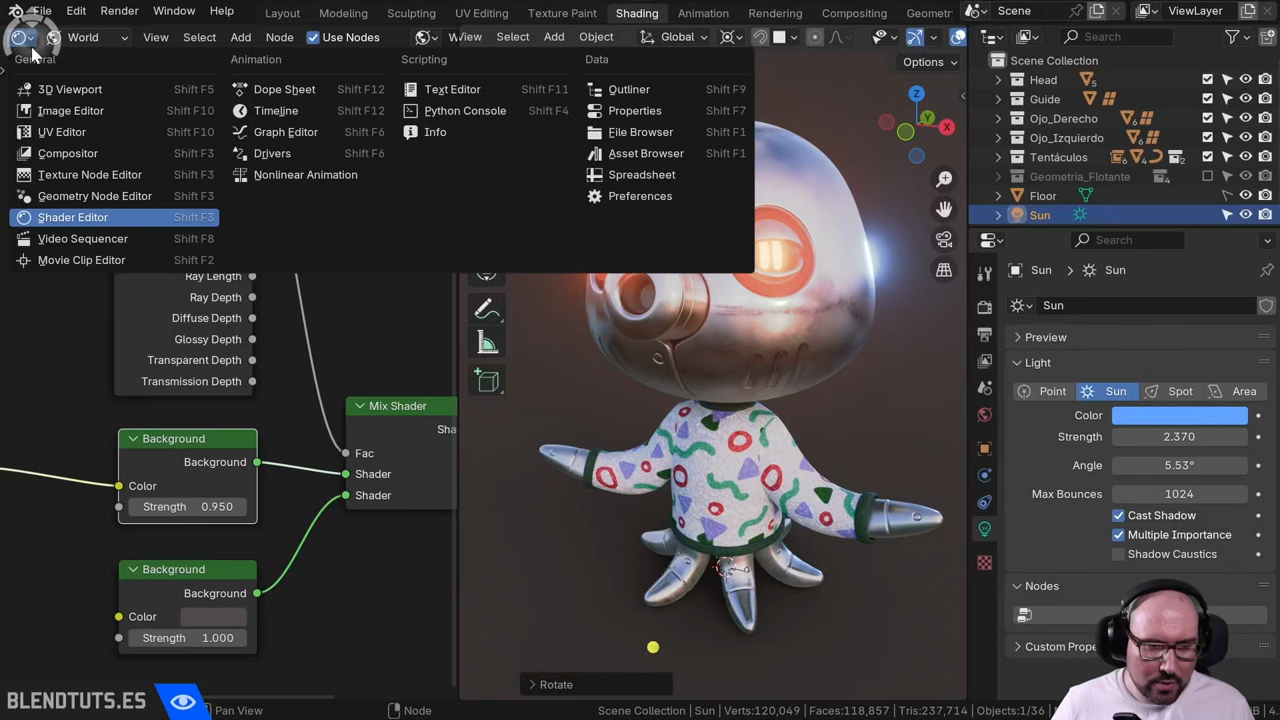 File Edit Render Window Help Layout Modeling Sculpting UV Editing Texture Paint Shading Animation Rendering Compositing Geometr Scene ViewLayer
World View Select Add Node Use Nodes View Select Add Object Global Search
General Animation Scripting Data Options Scene Collection
3D Viewport Shift F5 Dope Sheet Shift F12 Text Editor Shift F11 Outliner Shift F9 Head 5
Image Editor Shift F10 Timeline Shift F12 Python Console Shift F4 Properties Shift F7 Guide
UV Editor Shift F10 Graph Editor Shift F6 Info File Browser Shift F1 Ojo_Derecho 6
Compositor Shift F3 Drivers Shift F6 Asset Browser Shift F1 Ojo_Izquierdo 6
Texture Node Editor Shift F3 Nonlinear Animation Spreadsheet Tentáculos 6 4 2
Geometry Node Editor Shift F3 Preferences Geometría_Flotante 4
Floor
Shader Editor Shift F3 Sun
Video Sequencer Shift F8 Search
Movie Clip Editor Shift F2
Sun Sun
Sun
Preview
Light
Point Sun Spot Area
Color
Strength 2.370
Angle 5.53°
Max Bounces 1024
Cast Shadow
Multiple Importance
Shadow Caustics
Nodes
Custom Prope
Z
Y
X
Ray Length
Ray Depth
Diffuse Depth
Glossy Depth
Transparent Depth
Transmission Depth
Mix Shader
Sha
Fac
Shader
Shader
Background
Background
Color
Strength 0.950
Background
Background
Color
Strength 1.000
Rotate
BLENDTUTS.ES
Pan View Node Scene Collection | Sun | Verts:120,049 | Faces:118,857 | Tris:237,714 | Objects:1/36